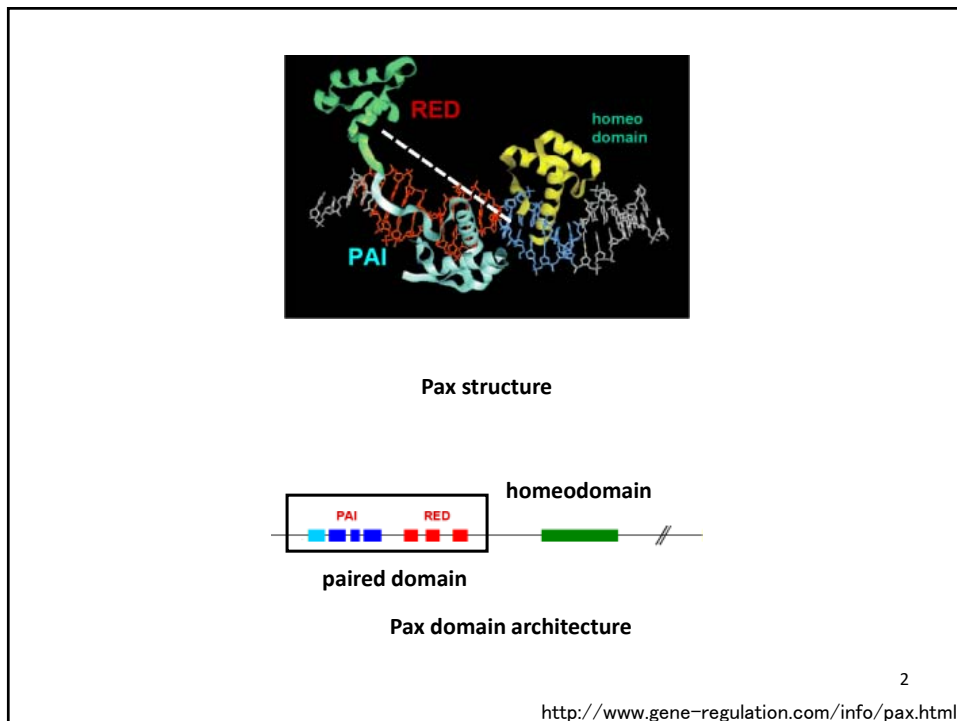 RED
homeo
domain
PAI
Pax structure
homeodomain
PAI RED
paired domain
Pax domain architecture
2
http://www.gene-regulation.com/info/pax.html